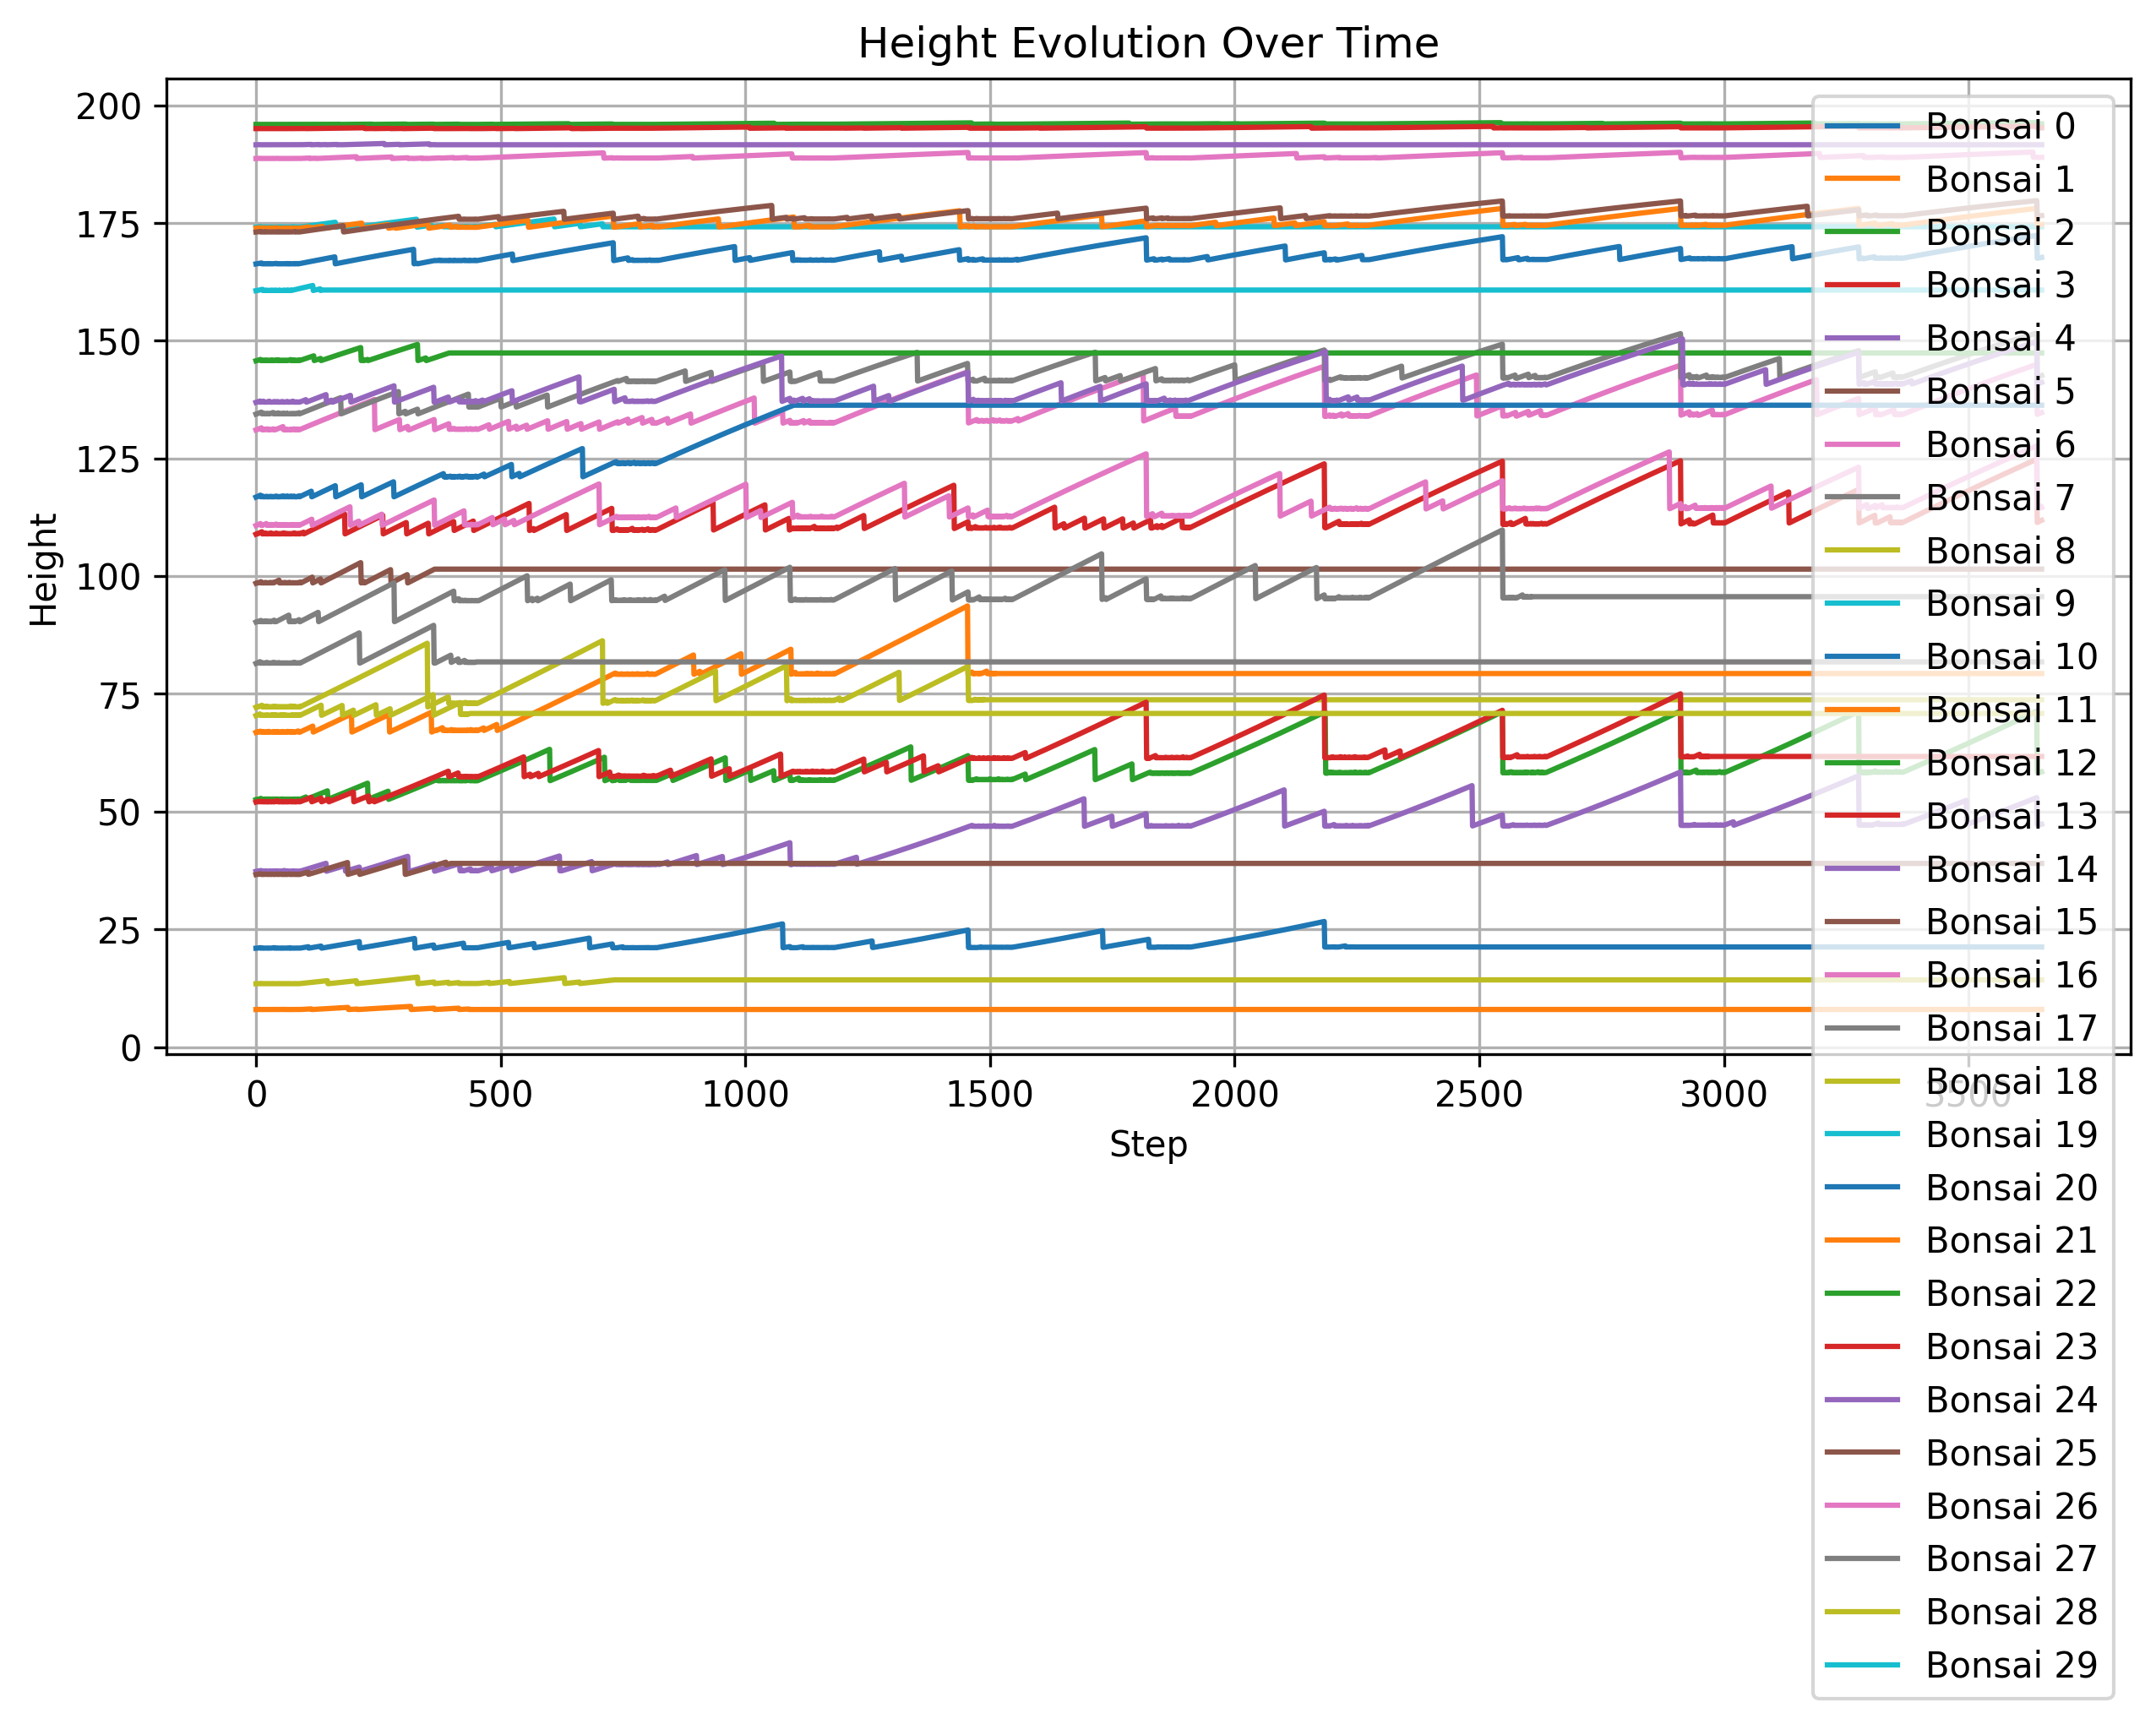 Height Evolution Over Time
200
175
150
125
100
75
50
25
0
Height
0 500 1000 1500 2000 2500 3000 3500
Step
Bonsai 0
Bonsai 1
Bonsai 2
Bonsai 3
Bonsai 4
Bonsai 5
Bonsai 6
Bonsai 7
Bonsai 8
Bonsai 9
Bonsai 10
Bonsai 11
Bonsai 12
Bonsai 13
Bonsai 14
Bonsai 15
Bonsai 16
Bonsai 17
Bonsai 18
Bonsai 19
Bonsai 20
Bonsai 21
Bonsai 22
Bonsai 23
Bonsai 24
Bonsai 25
Bonsai 26
Bonsai 27
Bonsai 28
Bonsai 29